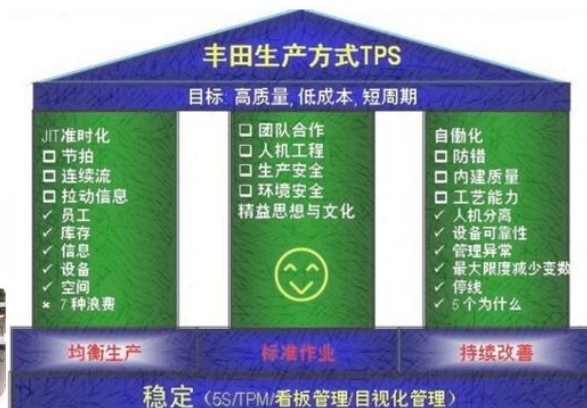 丰田生产方式TPS
目标: 高质量, 低成本, 短周期
JIT准时化
□ 节拍
□ 连续流
□ 拉动信息
✓ 员工
✓ 库存
✓ 信息
✓ 设备
✓ 空间
× 7 种浪费
□ 团队合作
□ 人机工程
□ 生产安全
□ 环境安全
精益思想与文化
自働化
□ 防错
□ 内建质量
□ 工艺能力
✓ 人机分离
✓ 设备可靠性
✓ 管理异常
✓ 最大限度减少变数
✓ 停线
✓ 5 个为什么
均衡生产
标准作业
持续改善
稳定（5S/TPM/看板管理/目视化管理）